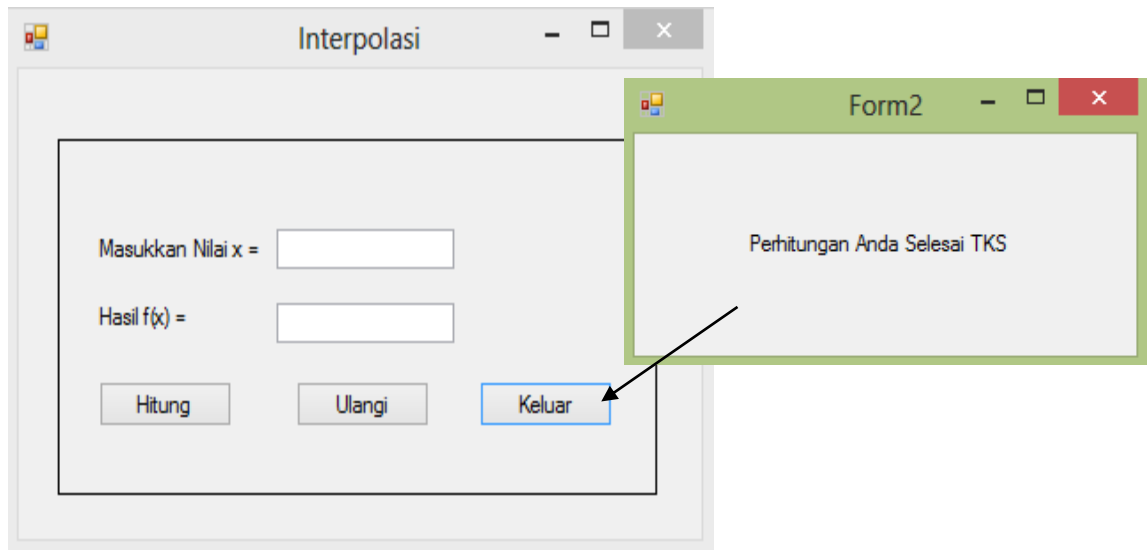 Interpolasi
Form2
Perhitungan Anda Selesai TKS
Masukkan Nilai x =
Hasil f(x) =
Hitung Ulangi Keluar